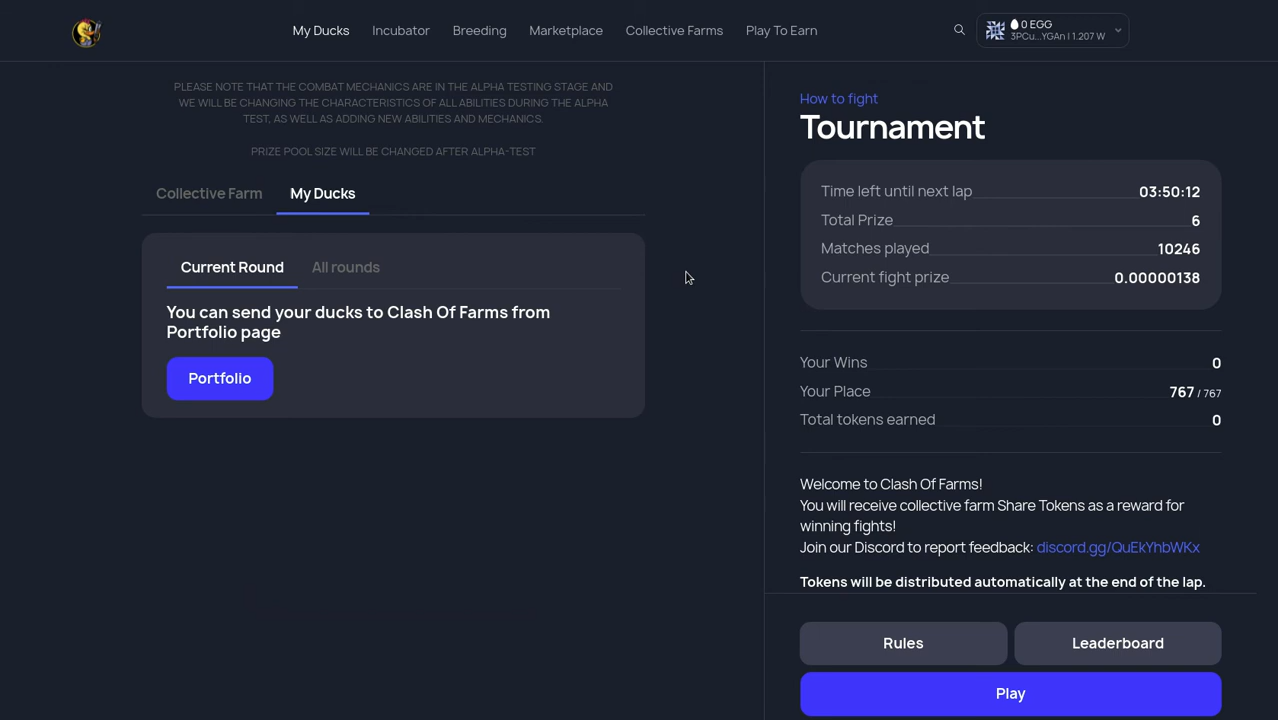 My Ducks
Incubator
Breeding
Marketplace
Collective Farms
Play To Earn
0 EGG
3PCu...YGAn | 1.207 W
PLEASE NOTE THAT THE COMBAT MECHANICS ARE IN THE ALPHA TESTING STAGE AND
WE WILL BE CHANGING THE CHARACTERISTICS OF ALL ABILITIES DURING THE ALPHA
TEST, AS WELL AS ADDING NEW ABILITIES AND MECHANICS.
PRIZE POOL SIZE WILL BE CHANGED AFTER ALPHA-TEST
Collective Farm
My Ducks
Current Round
All rounds
You can send your ducks to Clash Of Farms from
Portfolio page
Portfolio
How to fight
Tournament
Time left until next lap 03:50:12
Total Prize 6
Matches played 10246
Current fight prize 0.00000138
Your Wins 0
Your Place 767 / 767
Total tokens earned 0
Welcome to Clash Of Farms!
You will receive collective farm Share Tokens as a reward for
winning fights!
Join our Discord to report feedback: discord.gg/QuEkYhbWKx
Tokens will be distributed automatically at the end of the lap.
Rules
Leaderboard
Play